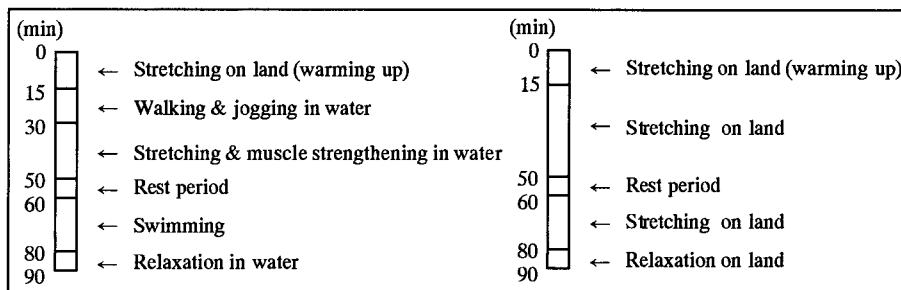 (min)
0
← Stretching on land (warming up)
15
← Walking & jogging in water
30
← Stretching & muscle strengthening in water
50
← Rest period
60
← Swimming
80
← Relaxation in water
90
(min)
0
← Stretching on land (warming up)
15
← Stretching on land
50
← Rest period
60
← Stretching on land
80
← Relaxation on land
90